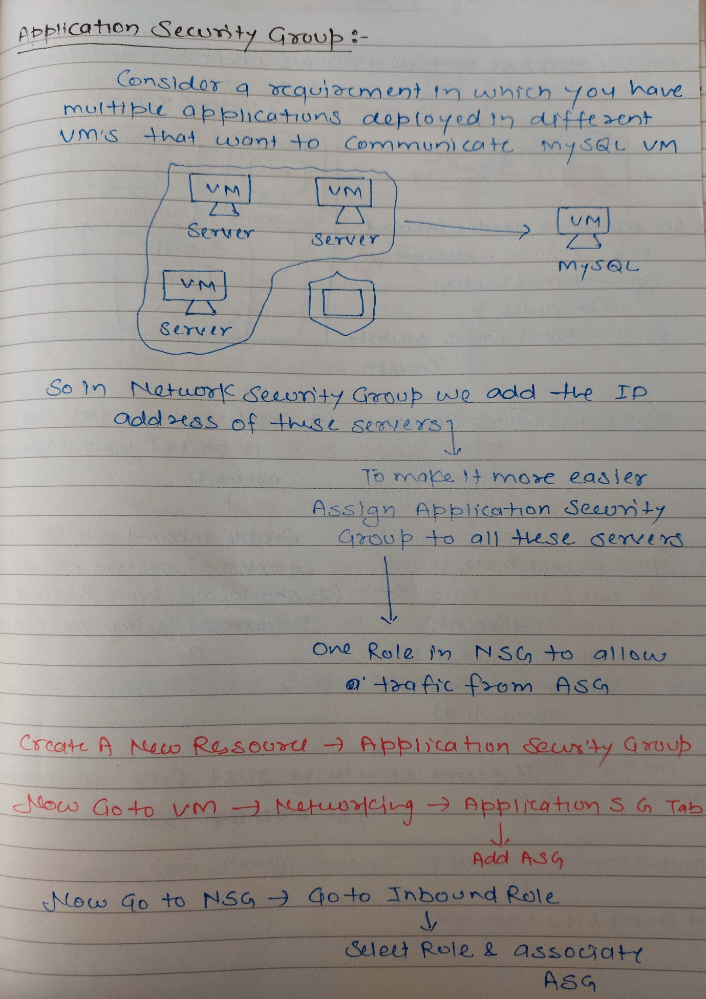 Application Security Group :-
Consider a requirement in which you have
multiple applications deployed in different
VM's that want to communicate MySQL VM
VM VM
VM
Server Server
MySQL
VM
Server
So in Network Security Group we add the IP
address of these servers
To make it more easier
Assign Application Security
Group to all these servers
One Role in NSG to allow
trafic from ASG
Create A New Resource → Application Security Group
Now Go to VM → Networking → Application S G Tab
↓
Add ASG
Now Go to NSG → Go to Inbound Role
↓
Select Role & associate
ASG